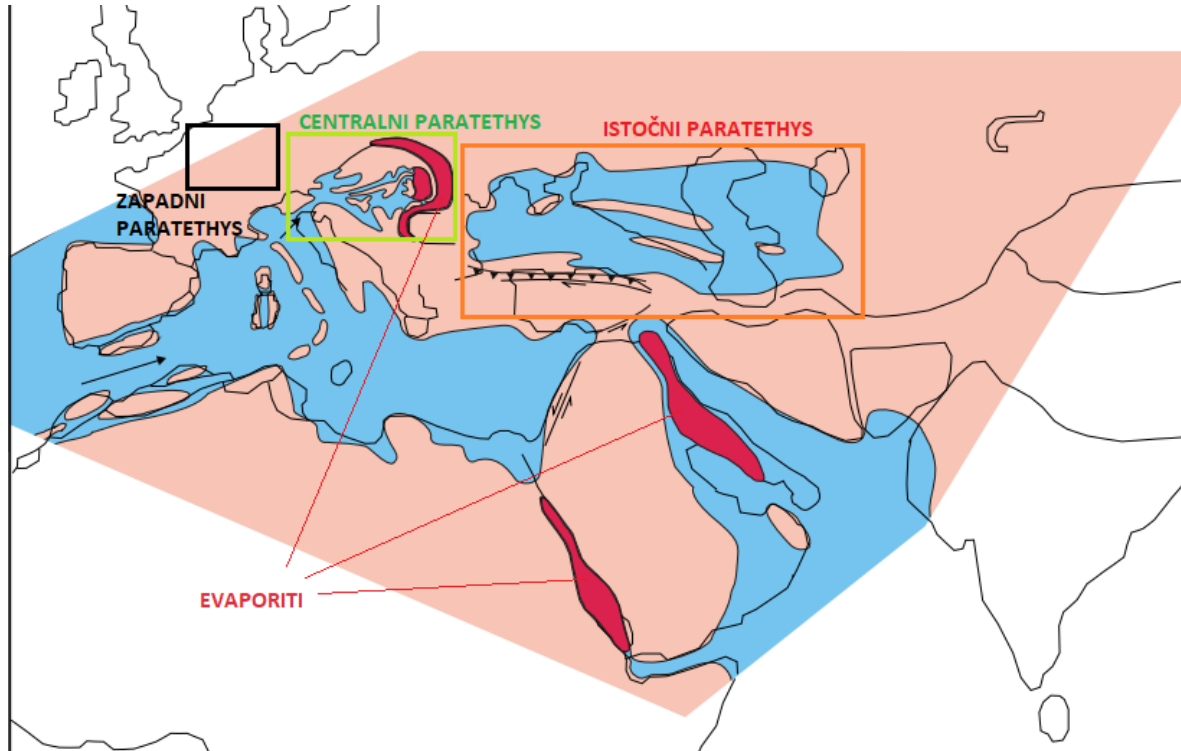 CENTRALNI PARATETHYS
ISTOČNI PARATETHYS
ZAPADNI
PARATETHYS
EVAPORITI